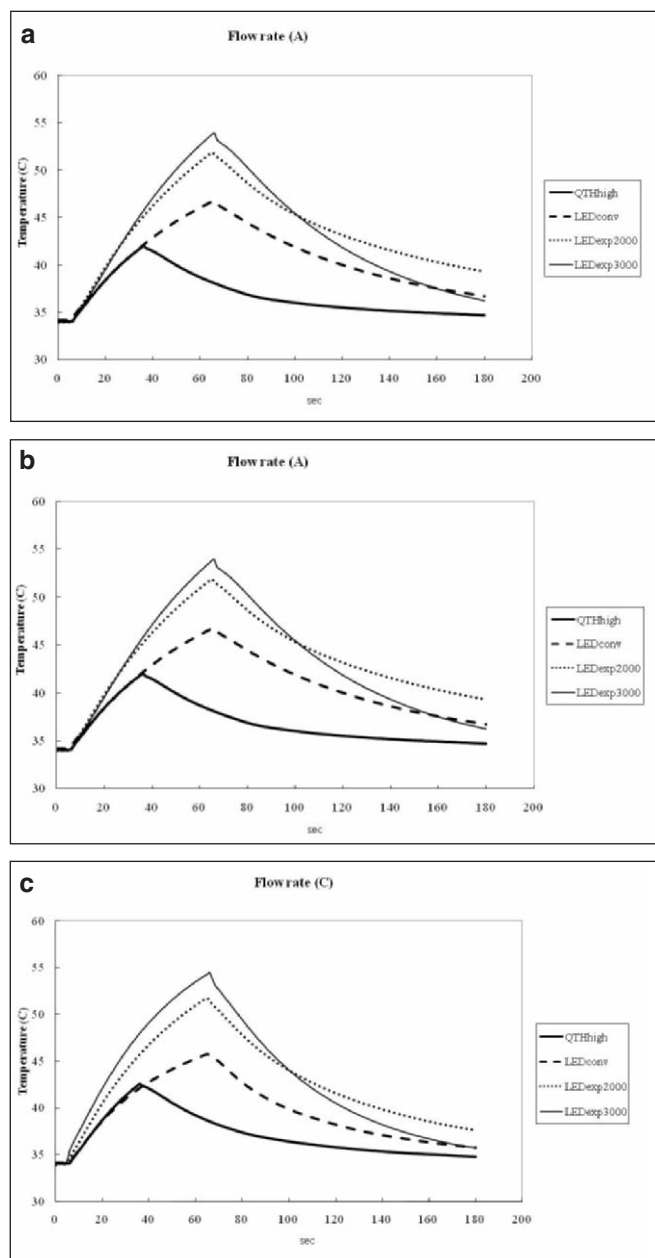 a
Flow rate (A)
Temperature (C)
60
55
50
45
40
35
30
0 20 40 60 80 100 120 140 160 180 200
sec
QTHhigh
LEDconv
LEDexp2000
LEDexp3000
b
Flow rate (A)
Temperature (C)
60
55
50
45
40
35
30
0 20 40 60 80 100 120 140 160 180 200
sec
QTHhigh
LEDconv
LEDexp2000
LEDexp3000
c
Flow rate (C)
Temperature (C)
60
55
50
45
40
35
30
0 20 40 60 80 100 120 140 160 180 200
sec
QTHhigh
LEDconv
LEDexp2000
LEDexp3000